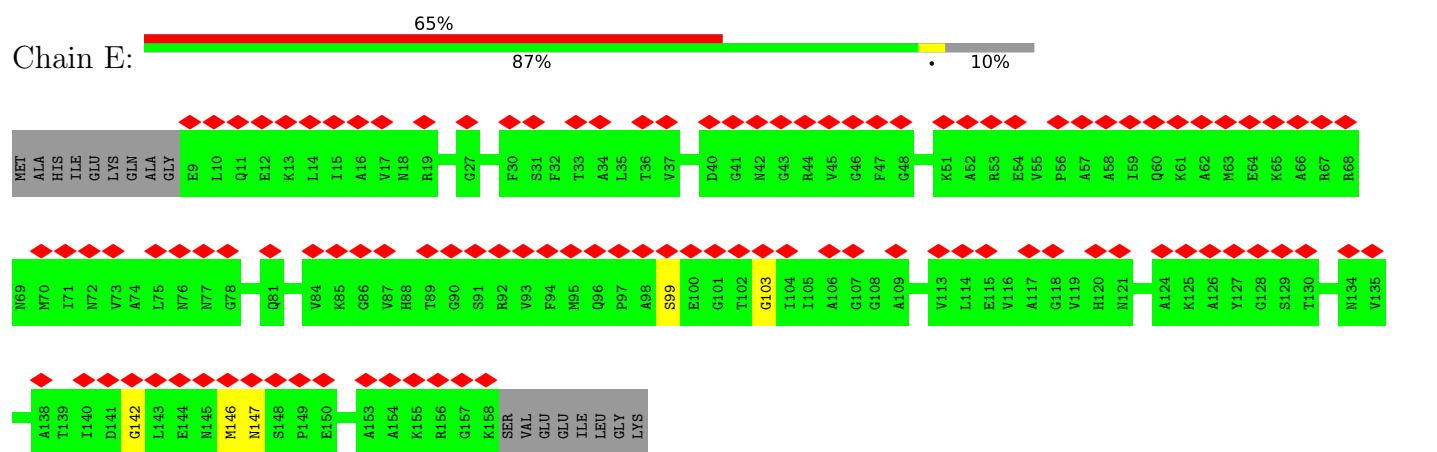 65%
Chain E:
87% • 10%
MET ALA HIS ILE GLU LYS GLN ALA GLY E9 L10 Q11 E12 K13 L14 I15 A16 V17 N18 R19 G27 F30 S31 F32 T33 A34 L35 T36 V37 D40 G41 N42 G43 R44 V45 G46 F47 G48 K51 A52 R53 E54 V55 P56 A57 A58 I59 Q60 K61 A62 M63 E64 K65 A66 R67 R68
N69 M70 I71 N72 V73 A74 L75 N76 N77 G78 Q81 V84 K85 G86 V87 H88 T89 G90 S91 R92 V93 F94 M95 Q96 P97 A98 S99 E100 G101 T102 G103 I104 I105 A106 G107 G108 A109 V113 L114 E115 V116 A117 G118 V119 H120 N121 A124 K125 A126 Y127 G128 S129 T130 N134 V135
A138 T139 I140 D141 G142 L143 E144 N145 M146 N147 S148 P149 E150 A153 A154 K155 R156 G157 K158 SER VAL GLU GLU ILE LEU GLY LYS